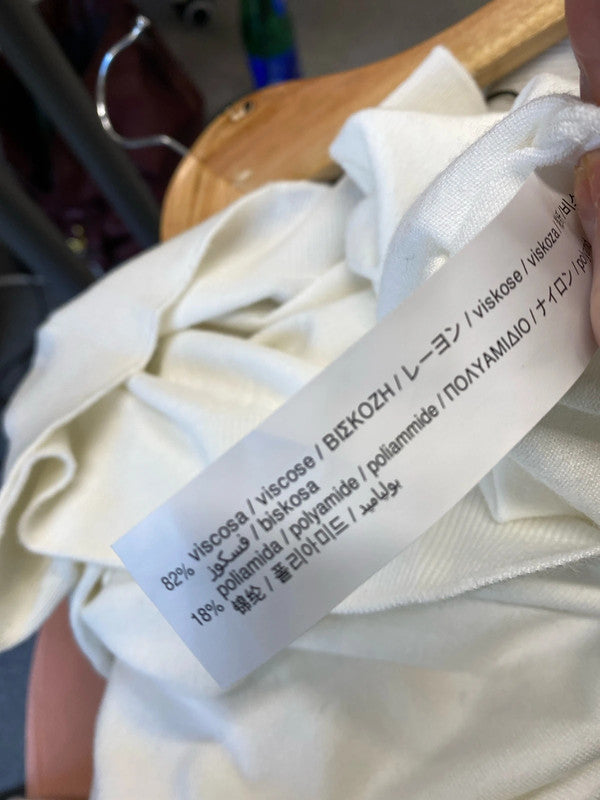 82% viscosa / viscose / ΒΙΣΚΟΖΗ / レーヨン / viskose / viskoza
فسكوز / biskosa
18% poliamida / polyamide / poliammide / ΠΟΛΥΑΜΙΔΙΟ / ナイロン /
锦纶 / 폴리아미드 / بولياميد